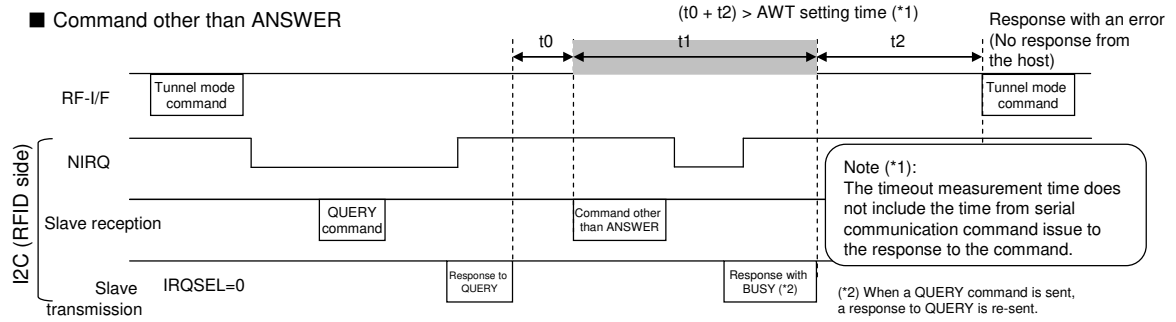 ■ Command other than ANSWER
(t0 + t2) > AWT setting time (*1)
Response with an error
(No response from
the host)
t0
t1
t2
RF-I/F
Tunnel mode
command
Tunnel mode
command
I2C (RFID side)
NIRQ
Note (*1):
The timeout measurement time does
not include the time from serial
communication command issue to
the response to the command.
Slave reception
QUERY
command
Command other
than ANSWER
Slave
transmission
IRQSEL=0
Response to
QUERY
Response with
BUSY (*2)
(*2) When a QUERY command is sent,
a response to QUERY is re-sent.